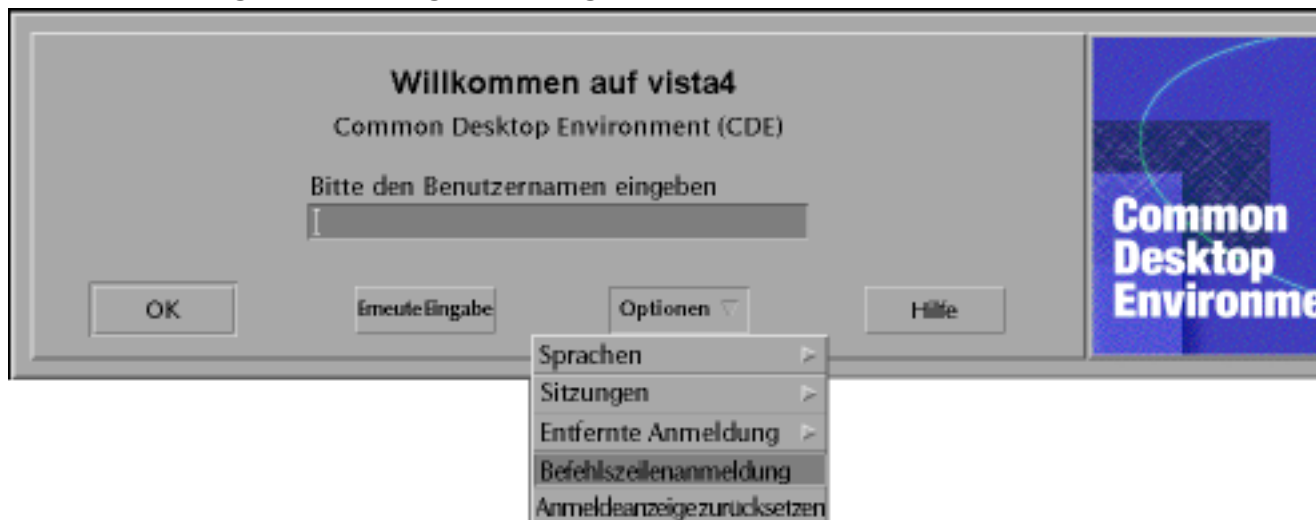 Willkommen auf vista4
Common Desktop Environment (CDE)
Bitte den Benutzernamen eingeben
OK
Erneute Eingabe
Optionen
Hilfe
Sprachen
Sitzungen
Entfernte Anmeldung
Befehlszeilenanmeldung
Anmeldeanzeige zurücksetzen
Common
Desktop
Environme